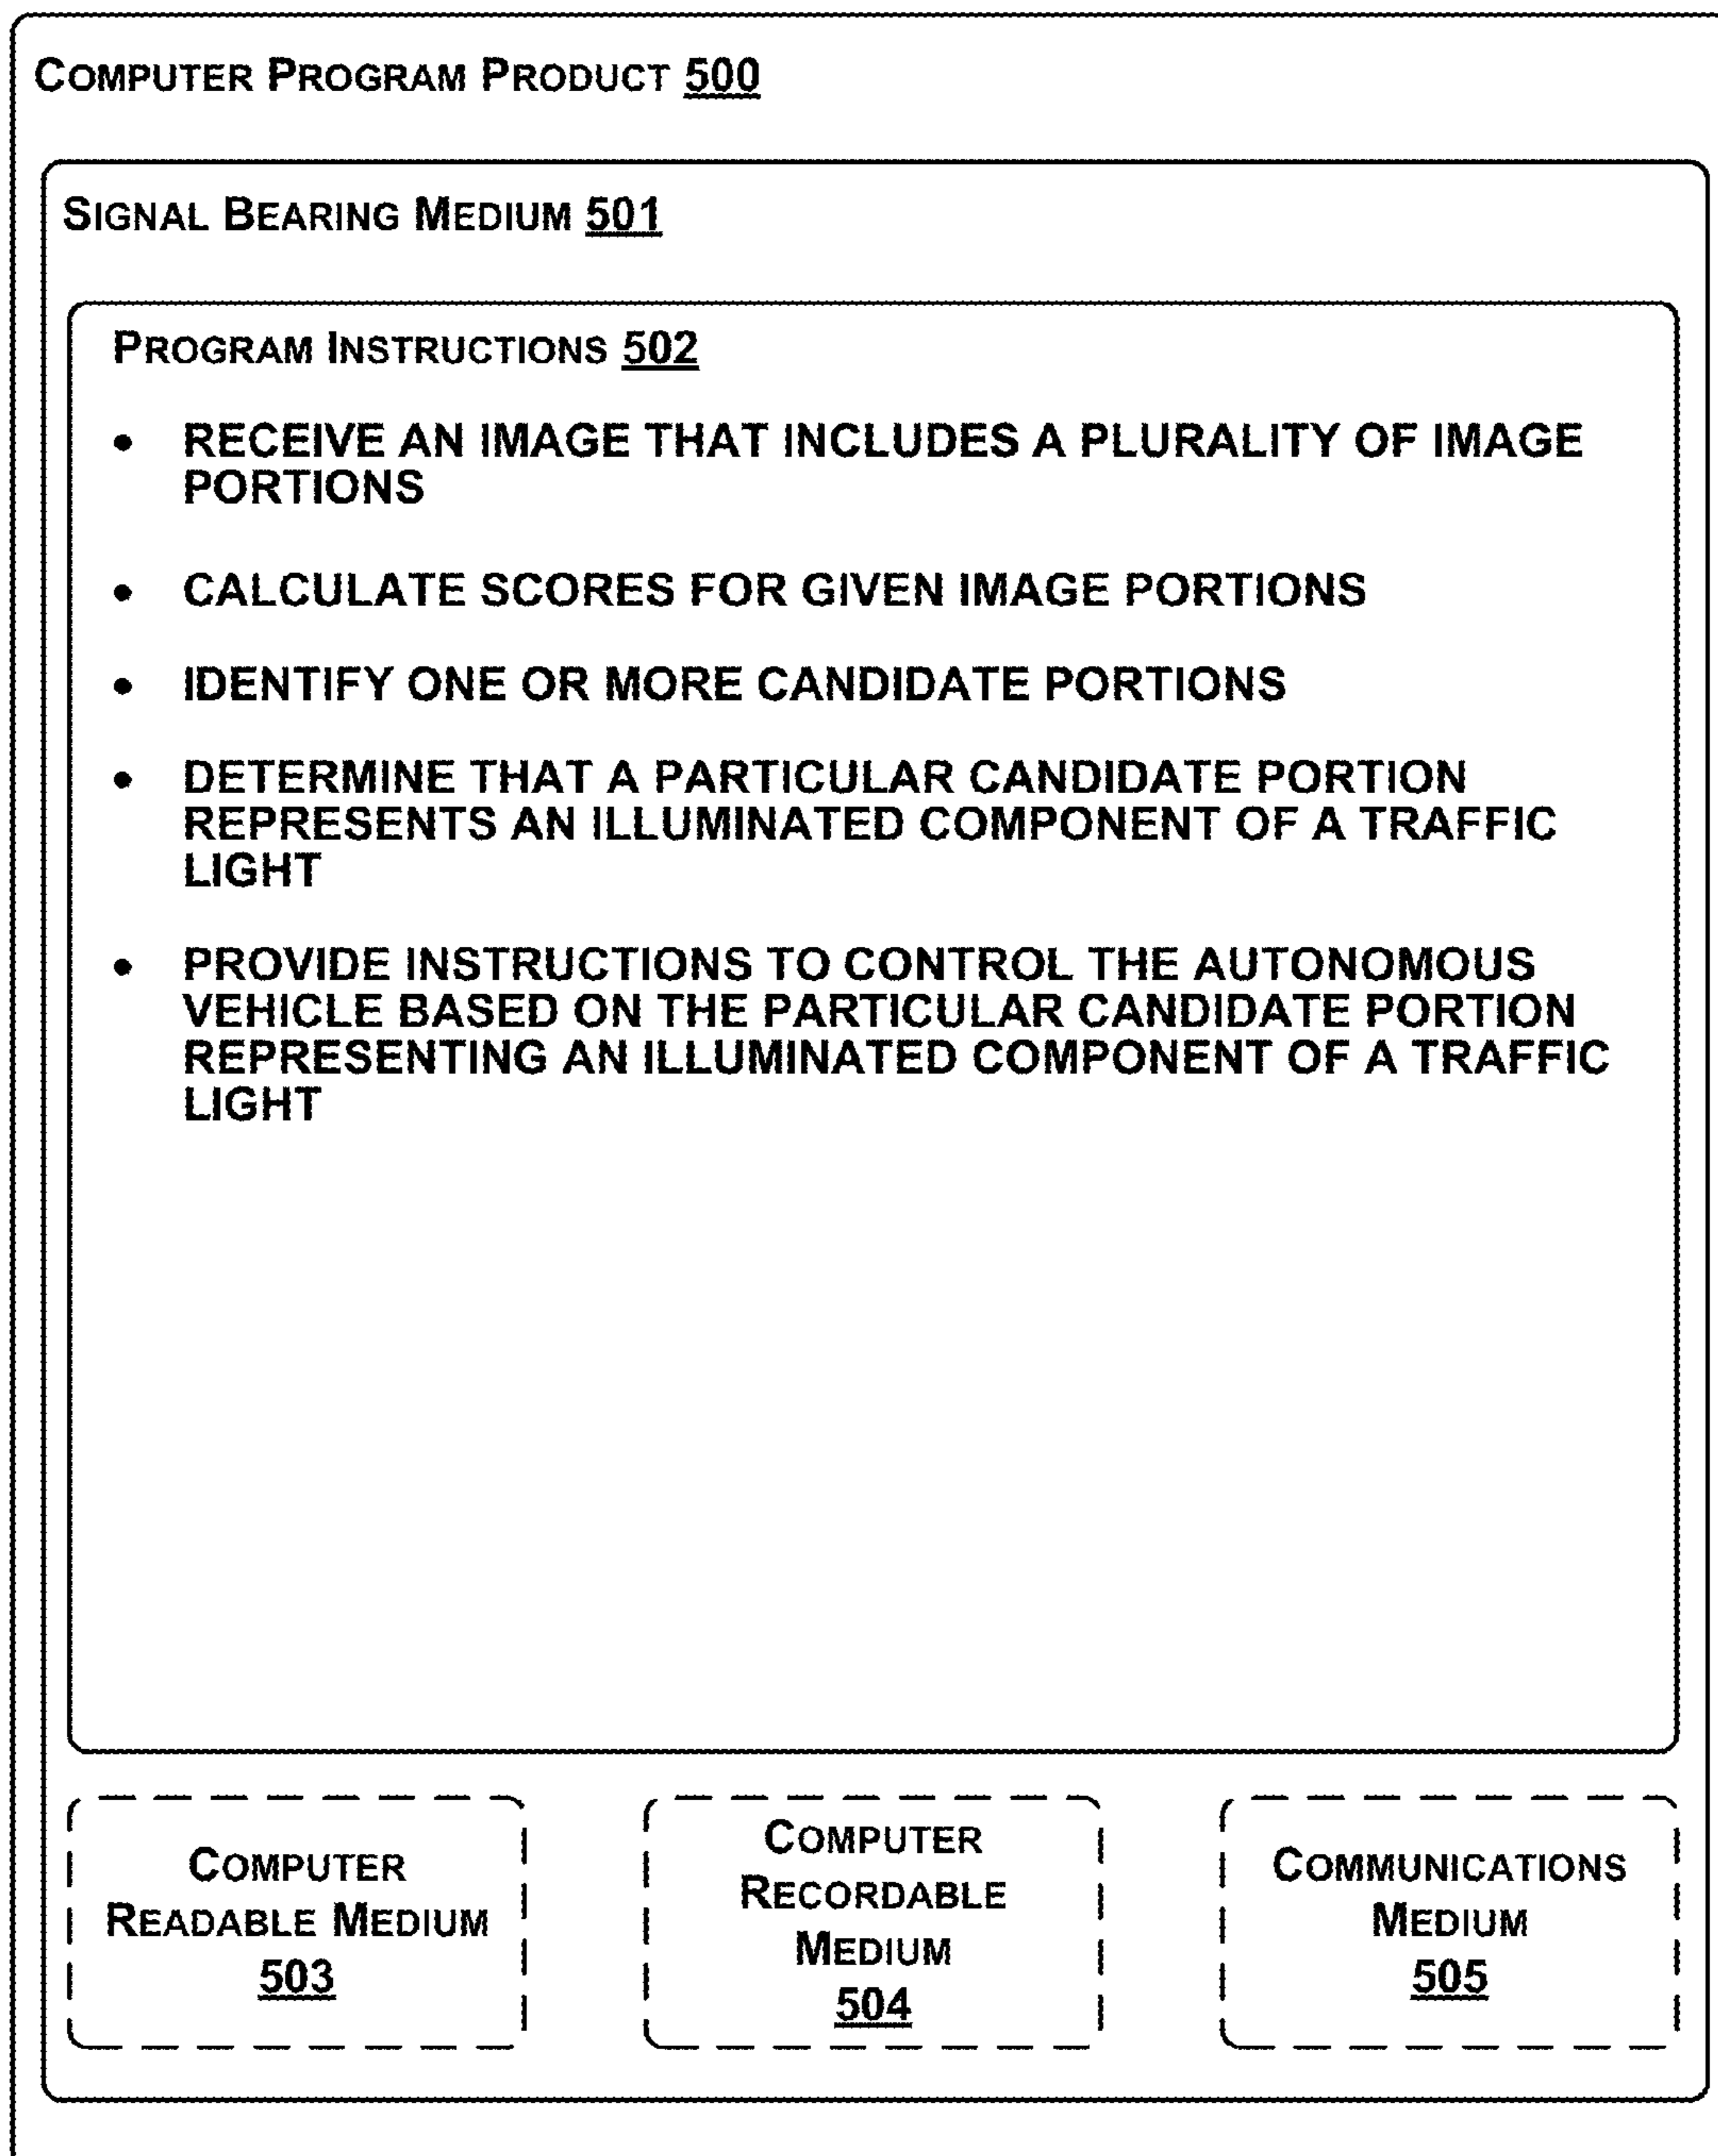 COMPUTER PROGRAM PRODUCT 500
SIGNAL BEARING MEDIUM 501
PROGRAM INSTRUCTIONS 502
• RECEIVE AN IMAGE THAT INCLUDES A PLURALITY OF IMAGE
PORTIONS
• CALCULATE SCORES FOR GIVEN IMAGE PORTIONS
• IDENTIFY ONE OR MORE CANDIDATE PORTIONS
• DETERMINE THAT A PARTICULAR CANDIDATE PORTION
REPRESENTS AN ILLUMINATED COMPONENT OF A TRAFFIC
LIGHT
• PROVIDE INSTRUCTIONS TO CONTROL THE AUTONOMOUS
VEHICLE BASED ON THE PARTICULAR CANDIDATE PORTION
REPRESENTING AN ILLUMINATED COMPONENT OF A TRAFFIC
LIGHT
COMPUTER
READABLE MEDIUM
503
COMPUTER
RECORDABLE
MEDIUM
504
COMMUNICATIONS
MEDIUM
505